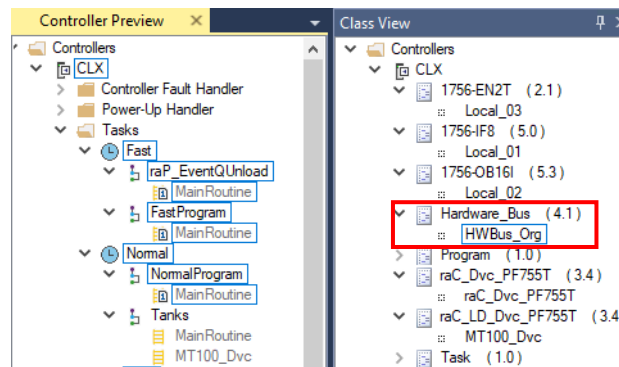 Controller Preview
Controllers
CLX
Controller Fault Handler
Power-Up Handler
Tasks
Fast
raP_EventQUnload
MainRoutine
FastProgram
MainRoutine
Normal
NormalProgram
MainRoutine
Tanks
MainRoutine
MT100_Dvc
Class View
Controllers
CLX
1756-EN2T (2.1)
Local_03
1756-IF8 (5.0)
Local_01
1756-OB16I (5.3)
Local_02
Hardware_Bus (4.1)
HWBus_Org
Program (1.0)
raC_Dvc_PF755T (3.4)
raC_Dvc_PF755T
raC_LD_Dvc_PF755T (3.4
MT100_Dvc
Task (1.0)